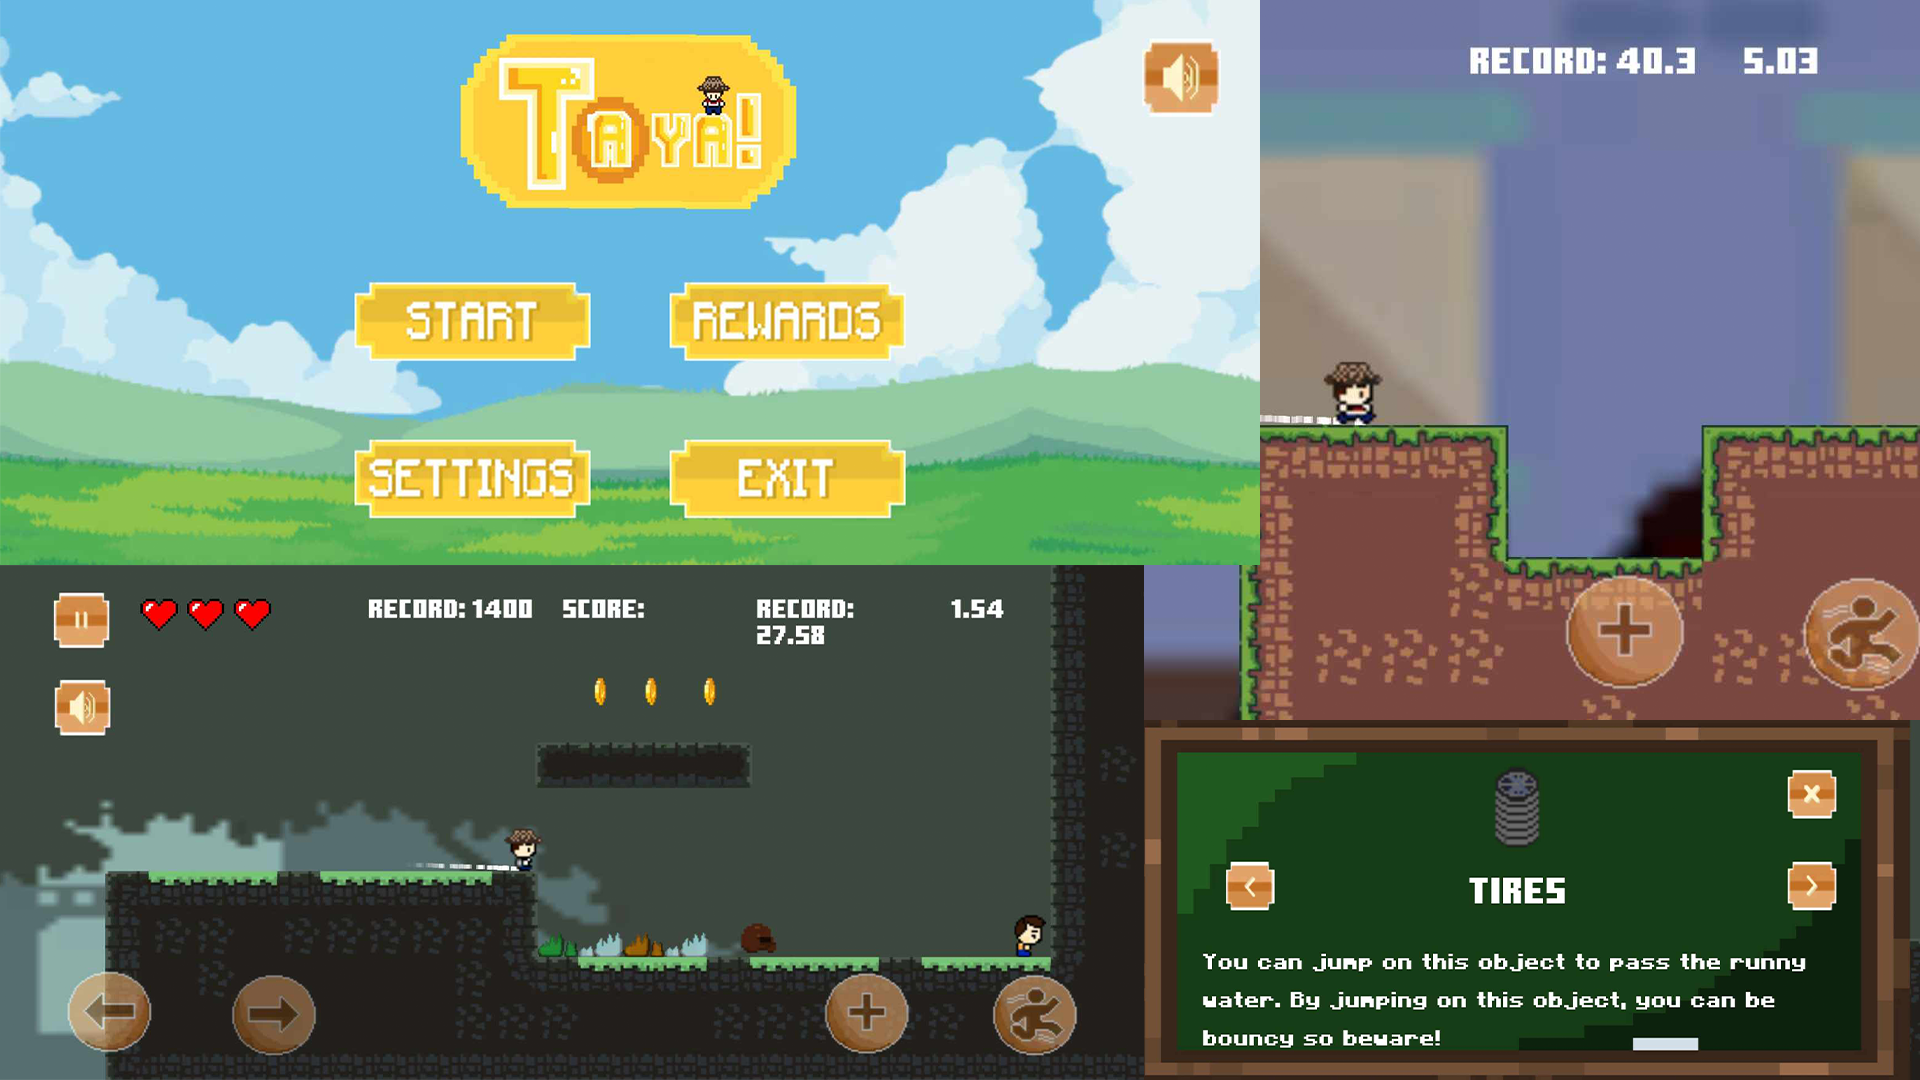 TAYA!
START
REWARDS
SETTINGS
EXIT
RECORD: 40.3 5.03
RECORD: 1400 SCORE: RECORD: 1.54
27.58
TIRES
You can jump on this object to pass the runny
water. By jumping on this object, you can be
bouncy so beware!